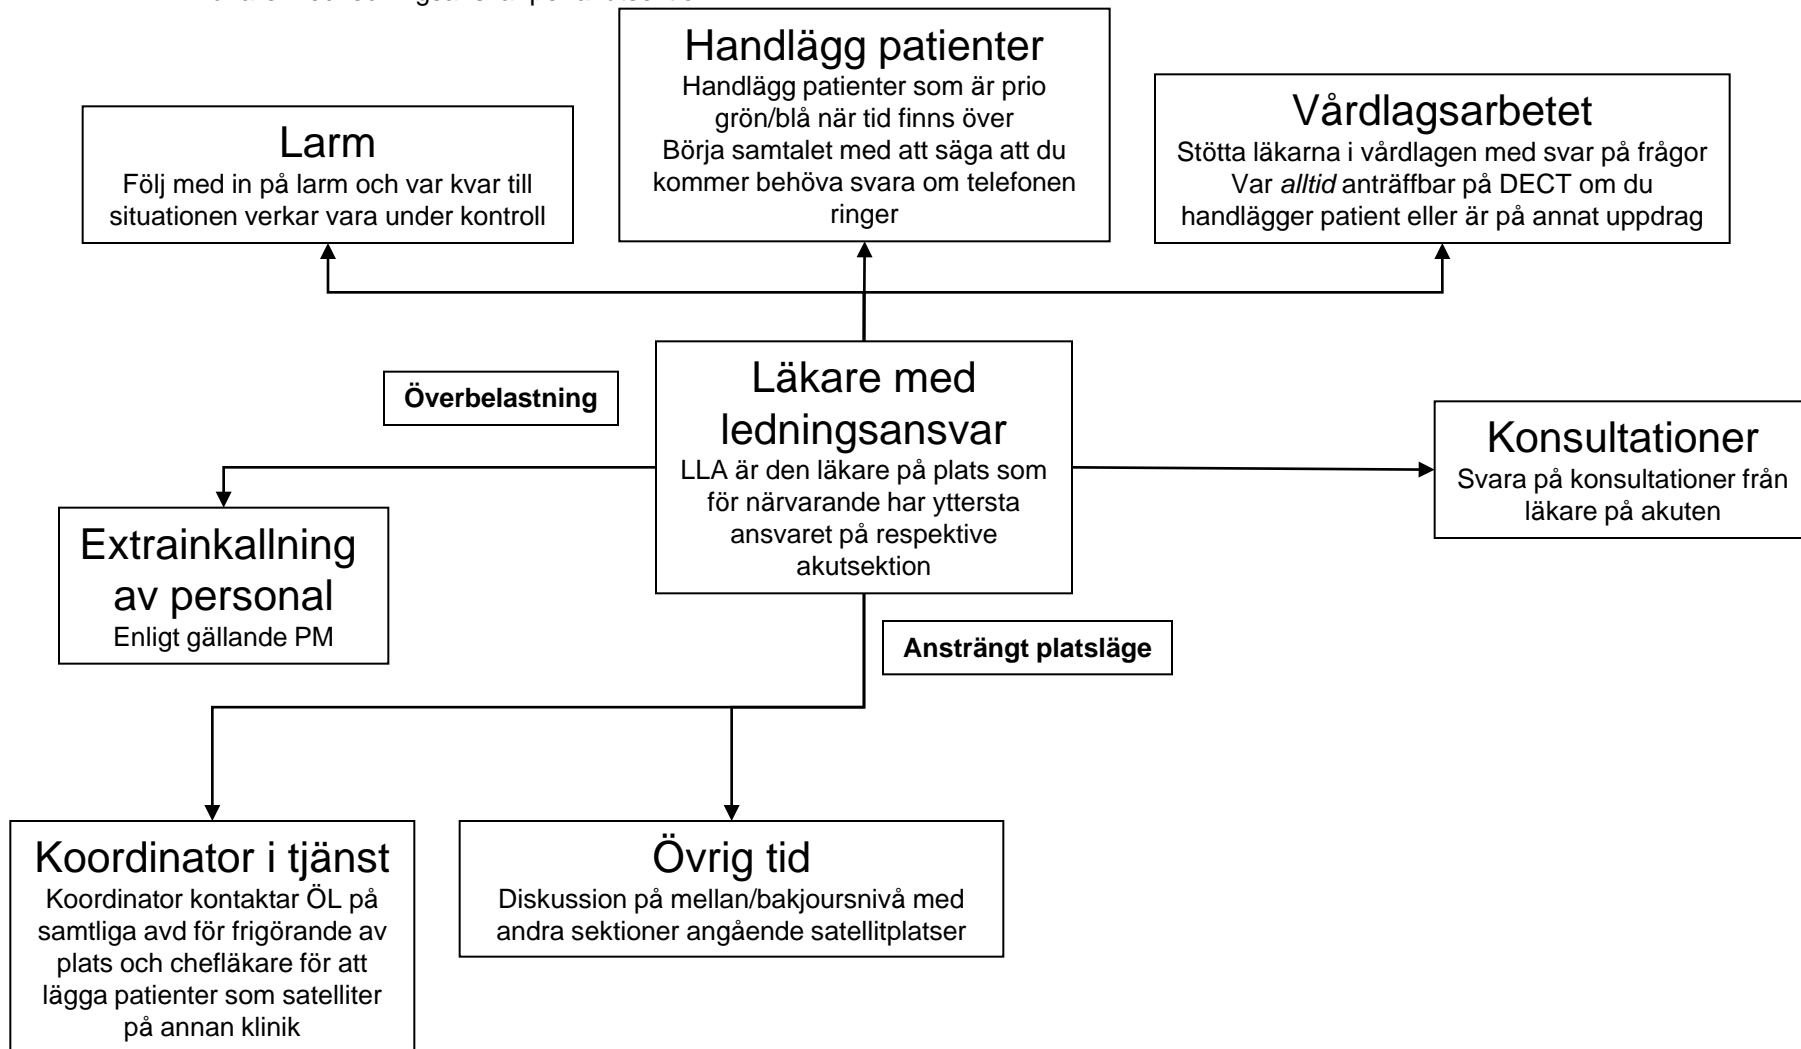 Handlägg patienter
Handlägg patienter som är prio
grön/blå när tid finns över
Börja samtalet med att säga att du
kommer behöva svara om telefonen
ringer
Larm
Följ med in på larm och var kvar till
situationen verkar vara under kontroll
Vårdlagsarbetet
Stötta läkarna i vårdlagen med svar på frågor
Var alltid anträffbar på DECT om du
handlägger patient eller är på annat uppdrag
Överbelastning
Läkare med
ledningsansvar
LLA är den läkare på plats som
för närvarande har yttersta
ansvaret på respektive
akutsektion
Konsultationer
Svara på konsultationer från
läkare på akuten
Extrainkallning
av personal
Enligt gällande PM
Ansträngt platsläge
Koordinator i tjänst
Koordinator kontaktar ÖL på
samtliga avd för frigörande av
plats och chefläkare för att
lägga patienter som satelliter
på annan klinik
Övrig tid
Diskussion på mellan/bakjoursnivå med
andra sektioner angående satellitplatser